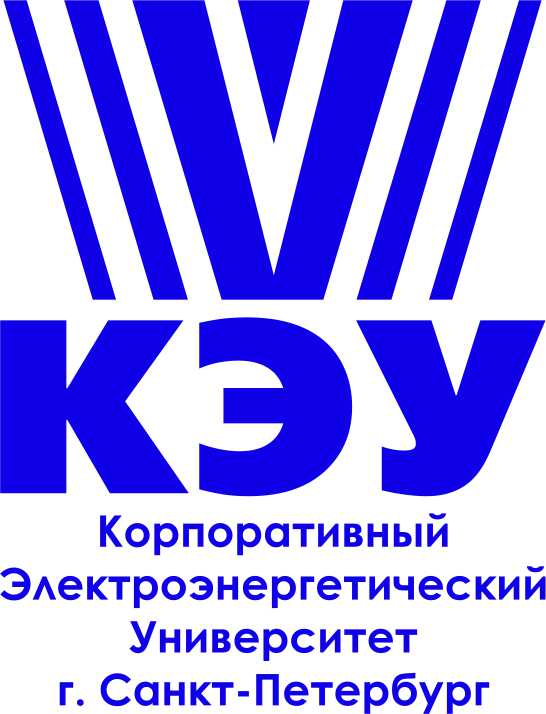 КЭУ
Корпоративный
Электроэнергетический
Университет
г. Санкт-Петербург